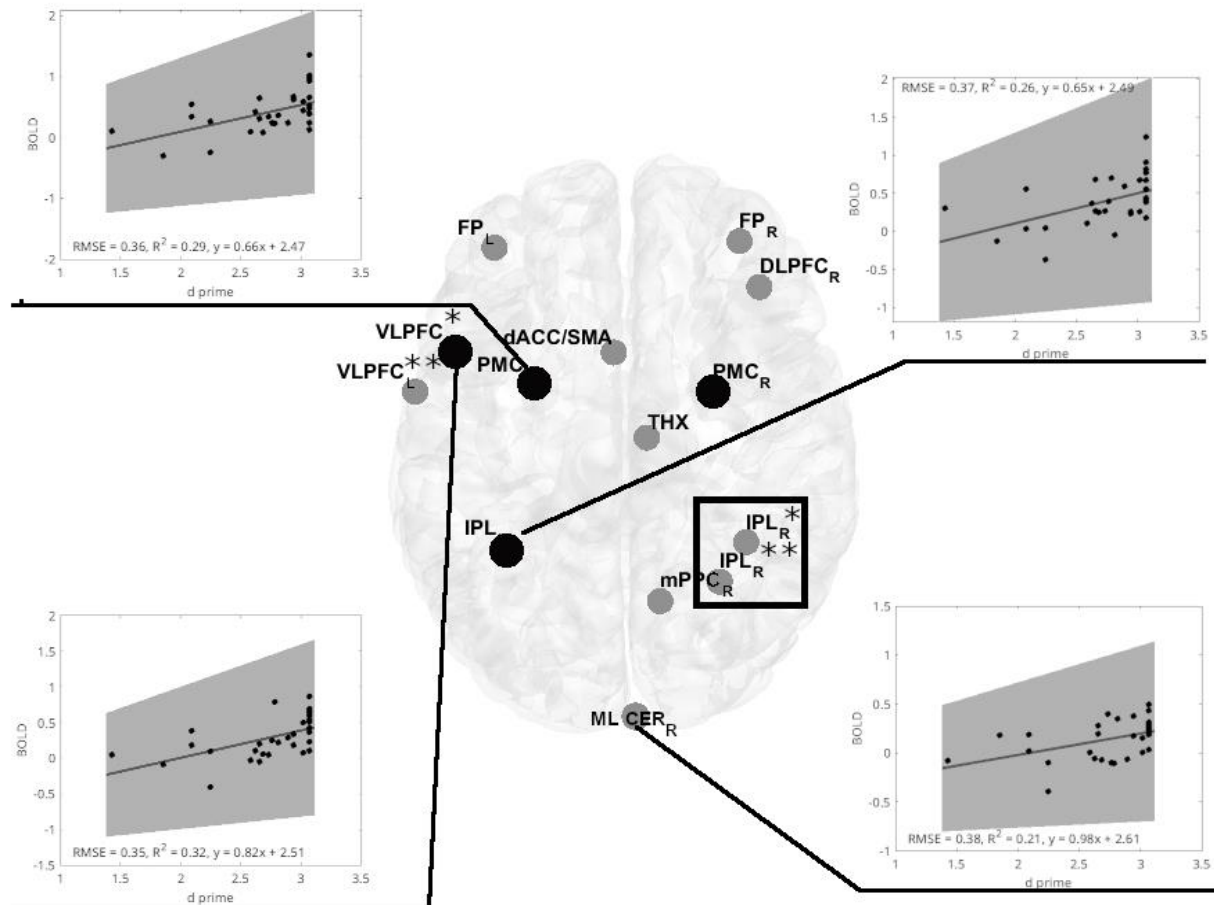 2
1
0
-1
-2
BOLD
RMSE = 0.36, R² = 0.29, y = 0.66x + 2.47
1 1.5 2 2.5 3 3.5
d prime
RMSE = 0.37, R² = 0.26, y = 0.65x + 2.49
2
1.5
1
0.5
0
-0.5
-1
BOLD
1 1.5 2 2.5 3 3.5
d prime
FP_L
FP_R
DLPFC_R
VLPFC *
dACC/SMA
VLPFC_L **
PMC
PMC_R
THX
IPL
IPL_R *
IPL_R **
mPPC_R
ML CER_R
2
1.5
1
0.5
0
-0.5
-1
-1.5
BOLD
RMSE = 0.35, R² = 0.32, y = 0.82x + 2.51
1 1.5 2 2.5 3 3.5
d prime
1.5
1
0.5
0
-0.5
-1
BOLD
RMSE = 0.38, R² = 0.21, y = 0.98x + 2.61
1 1.5 2 2.5 3 3.5
d prime